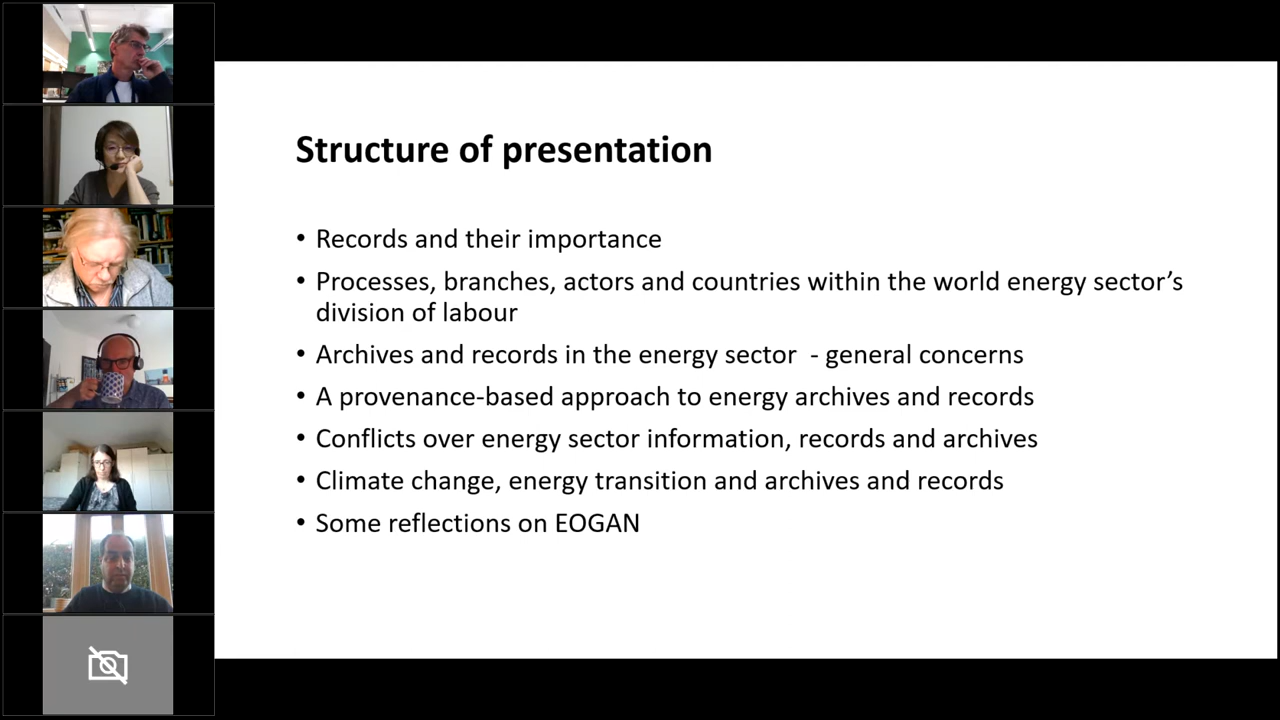 Structure of presentation
• Records and their importance
• Processes, branches, actors and countries within the world energy sector’s
division of labour
• Archives and records in the energy sector  - general concerns
• A provenance-based approach to energy archives and records
• Conflicts over energy sector information, records and archives
• Climate change, energy transition and archives and records
• Some reflections on EOGAN